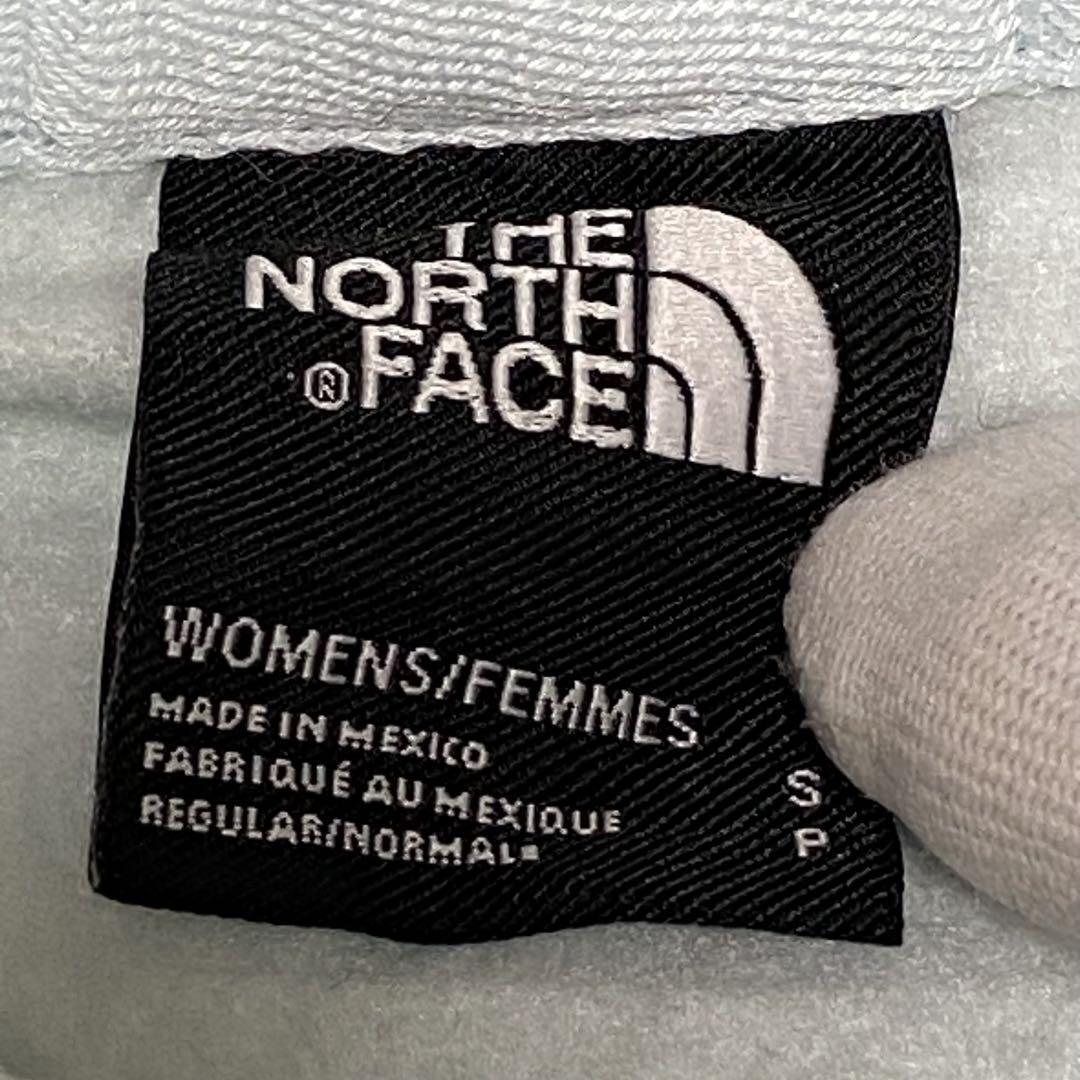 THE
NORTH
®FACE
WOMENS/FEMMES
MADE IN MEXICO
FABRIQUÉ AU MEXIQUE
REGULAR/NORMAL
S
P